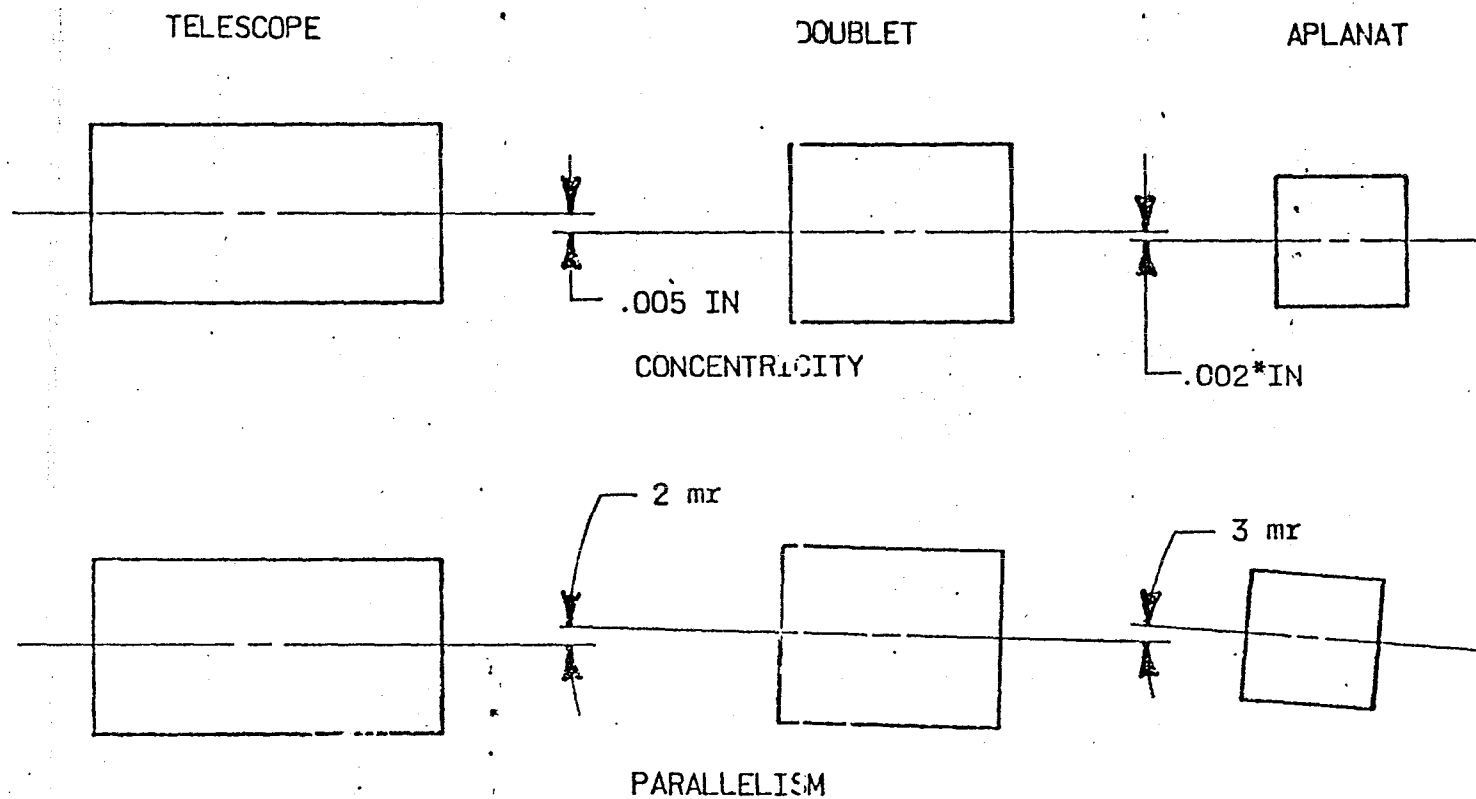 TELESCOPE DOUBLET APLANAT
.005 IN
CONCENTRICITY
.002*IN
2 mr
3 mr
PARALLELISM